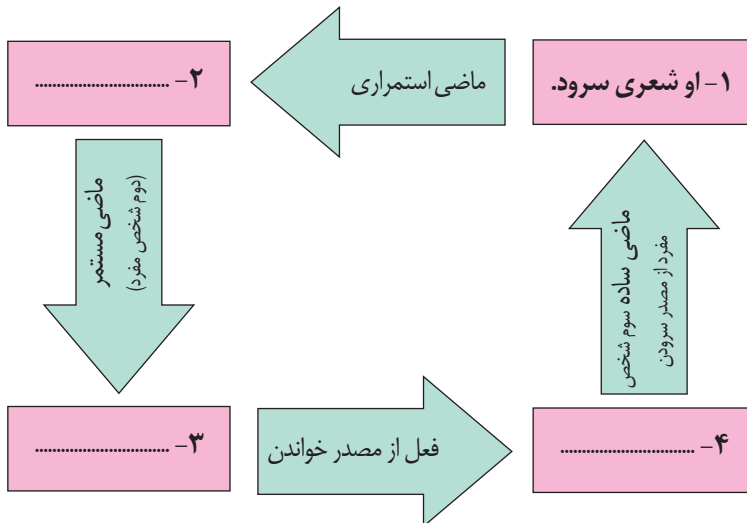 ۱- او شعری سرود.
ماضی استمراری
۲- ...............................
ماضی مستمر
(دوم شخص مفرد)
۳- ...............................
فعل از مصدر خواندن
۴- ...............................
ماضی ساده سوم شخص
مفرد از مصدر سرودن